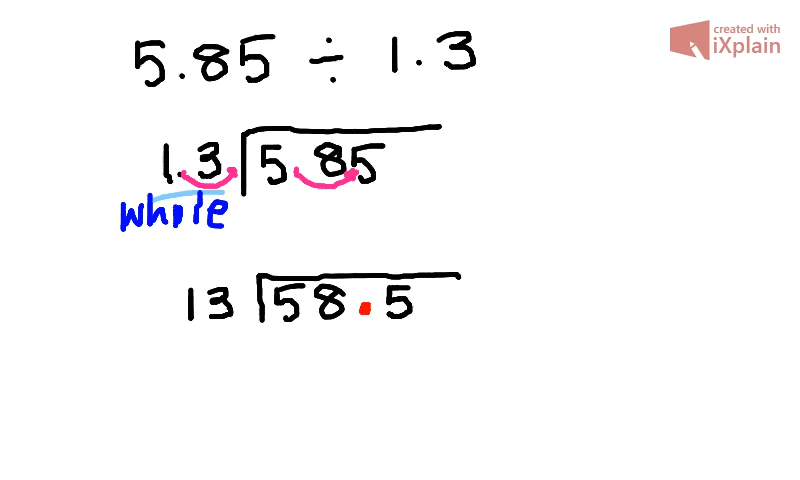 created with
iXplain
5.85 ÷ 1.3
1.3 5 85
whole
13 58.5